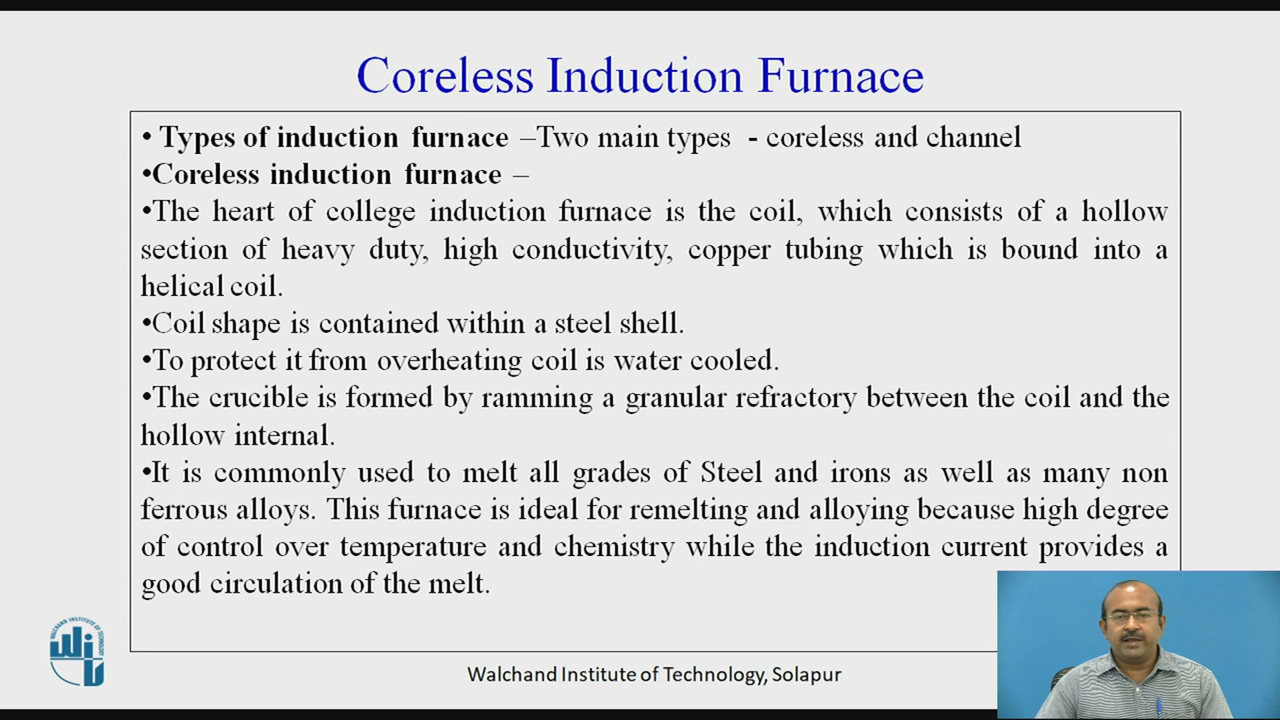 Coreless Induction Furnace
• Types of induction furnace –Two main types - coreless and channel
•Coreless induction furnace –
•The heart of college induction furnace is the coil, which consists of a hollow
section of heavy duty, high conductivity, copper tubing which is bound into a
helical coil.
•Coil shape is contained within a steel shell.
•To protect it from overheating coil is water cooled.
•The crucible is formed by ramming a granular refractory between the coil and the
hollow internal.
•It is commonly used to melt all grades of Steel and irons as well as many non
ferrous alloys. This furnace is ideal for remelting and alloying because high degree
of control over temperature and chemistry while the induction current provides a
good circulation of the melt.
WALCHAND INSTITUTE OF TECHNOLOGY
WIT
Walchand Institute of Technology, Solapur